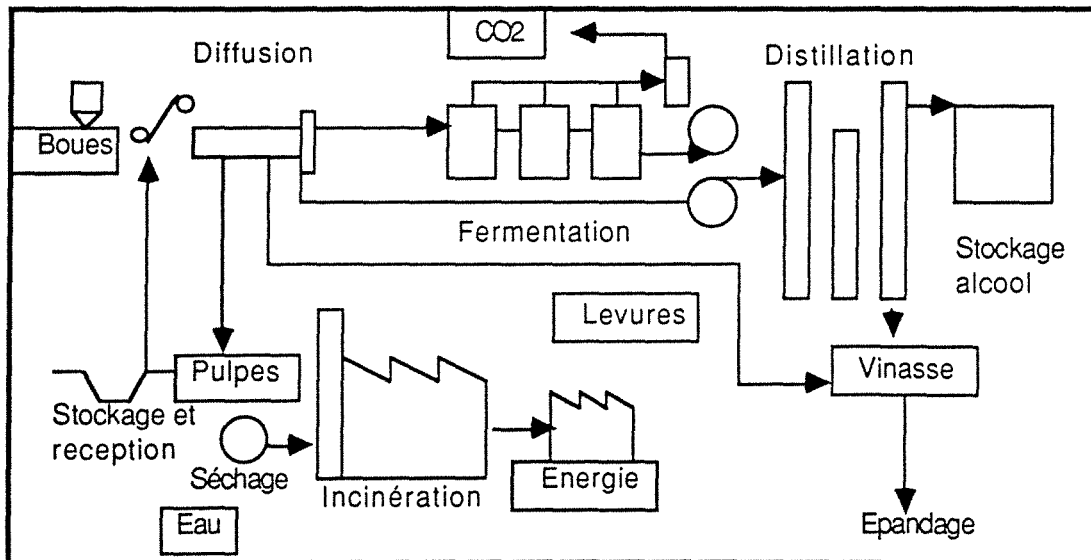 CO2
Diffusion
Distillation
Boues
Fermentation
Stockage
alcool
Levures
Pulpes
Vinasse
Stockage et
reception
Séchage
Incinération
Energie
Eau
Epandage